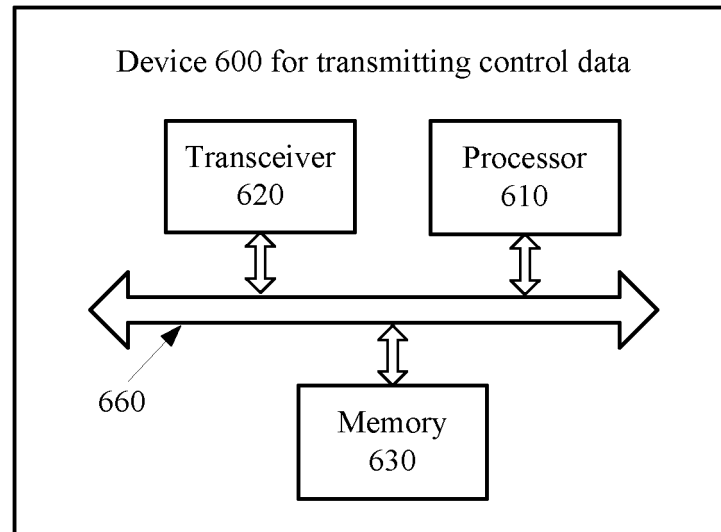 Device 600 for transmitting control data
Transceiver
620
Processor
610
660
Memory
630